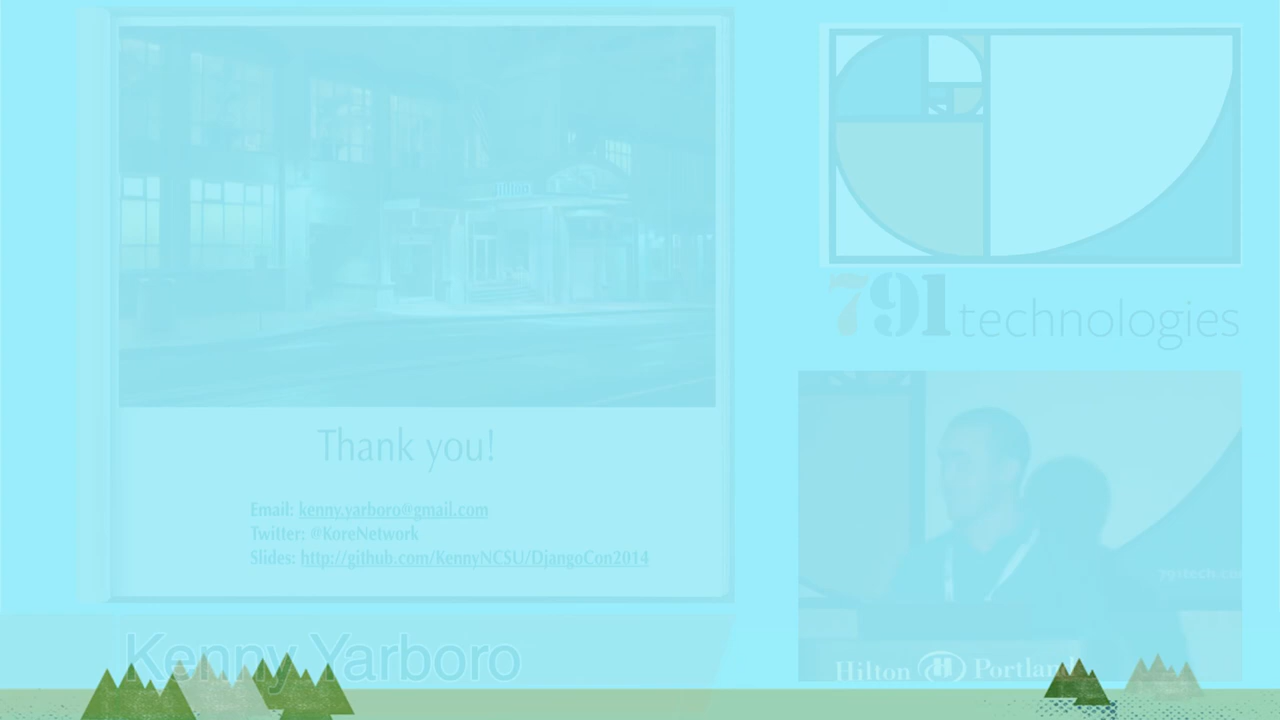 Hilton
Thank you!
Email: kenny.yarboro@gmail.com
Twitter: @KoreNetwork
Slides: http://github.com/KennyNCSU/DjangoCon2014
Kenny Yarboro
791 technologies
Hilton H Portland